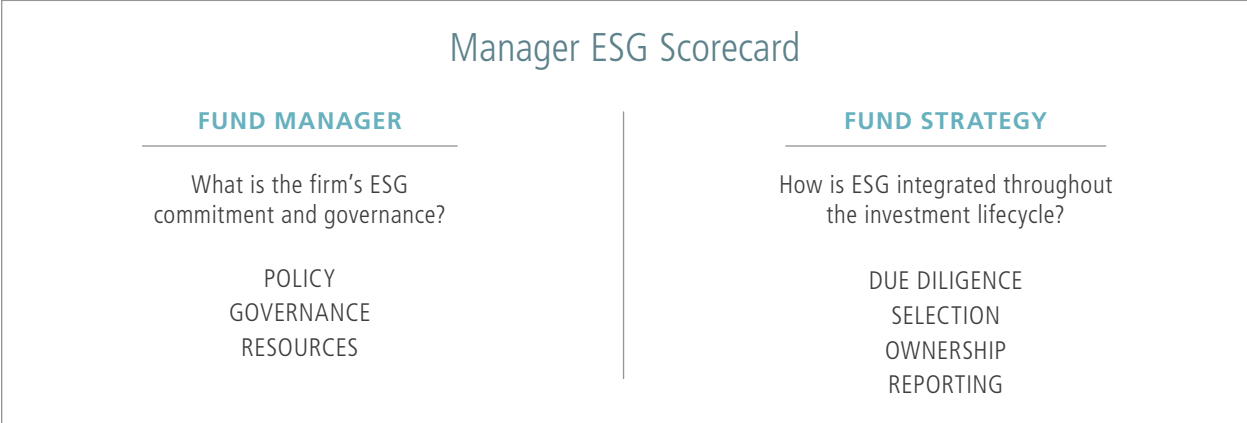 Manager ESG Scorecard
FUND MANAGER
What is the firm’s ESG
commitment and governance?
POLICY
GOVERNANCE
RESOURCES
FUND STRATEGY
How is ESG integrated throughout
the investment lifecycle?
DUE DILIGENCE
SELECTION
OWNERSHIP
REPORTING